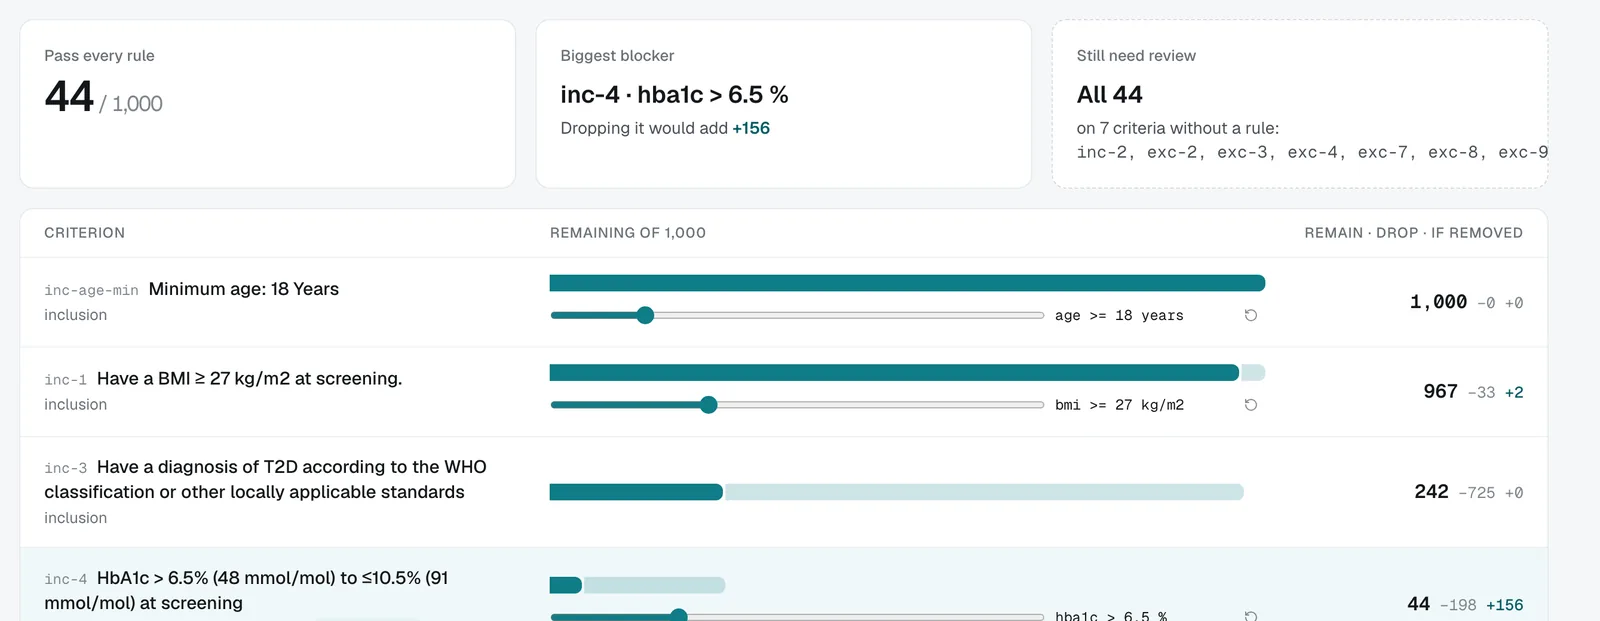 Pass every rule
44 / 1,000
Biggest blocker
inc-4 · hba1c > 6.5 %
Dropping it would add +156
Still need review
All 44
on 7 criteria without a rule:
inc-2, exc-2, exc-3, exc-4, exc-7, exc-8, exc-9
CRITERION
REMAINING OF 1,000
REMAIN · DROP · IF REMOVED
inc-age-min Minimum age: 18 Years
inclusion
age >= 18 years
1,000 −0 +0
inc-1 Have a BMI ≥ 27 kg/m2 at screening.
inclusion
bmi >= 27 kg/m2
967 −33 +2
inc-3 Have a diagnosis of T2D according to the WHO
classification or other locally applicable standards
inclusion
242 −725 +0
inc-4 HbA1c > 6.5% (48 mmol/mol) to ≤10.5% (91
mmol/mol) at screening
hba1c > 6.5 %
44 −198 +156